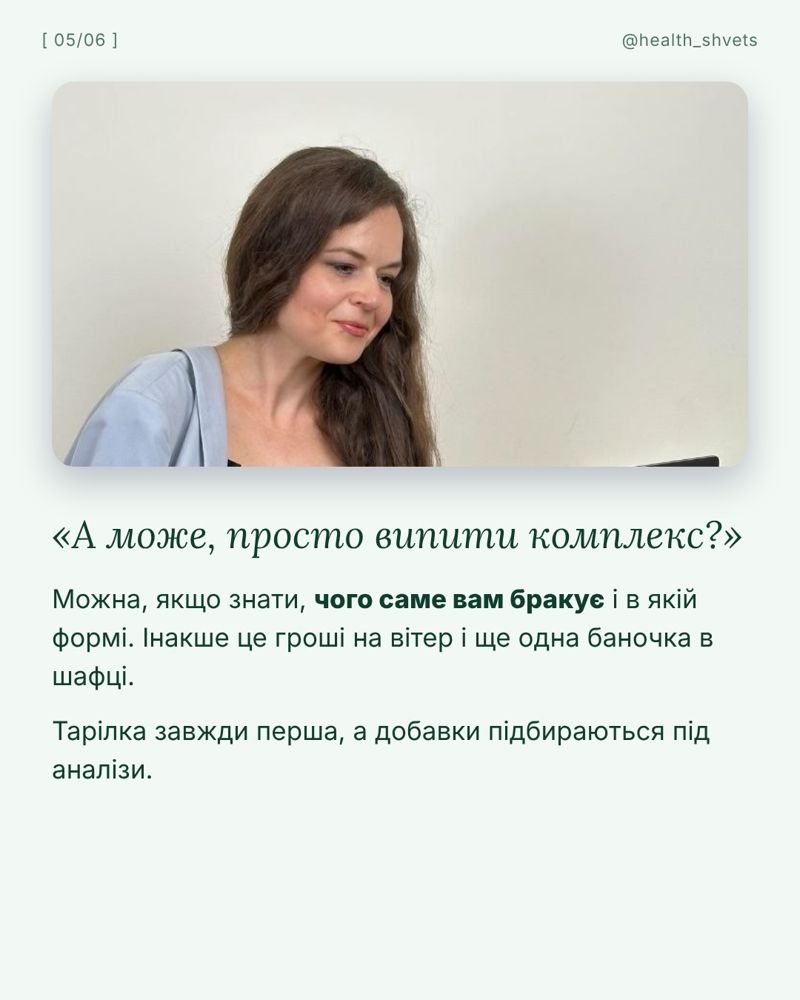 [ 05/06 ]
@health_shvets
«А може, просто випити комплекс?»
Можна, якщо знати, чого саме вам бракує і в якій
формі. Інакше це гроші на вітер і ще одна баночка в
шафці.
Тарілка завжди перша, а добавки підбираються під
аналізи.